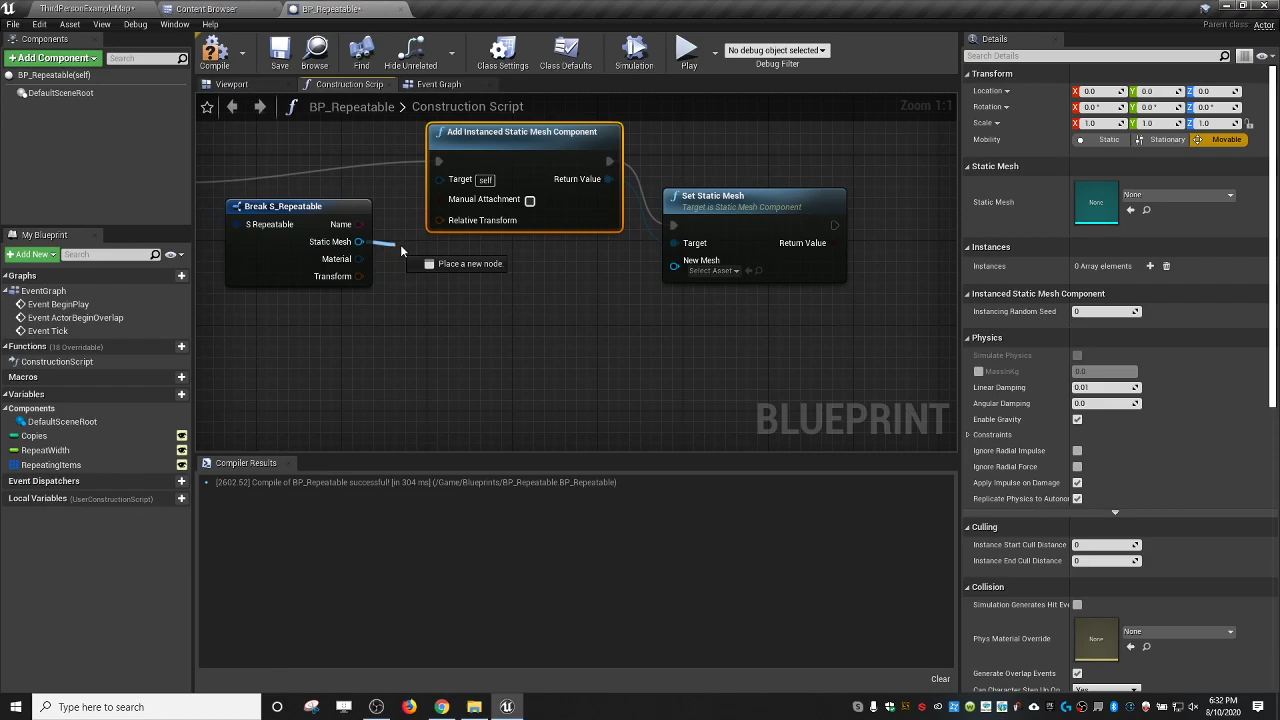 ThirdPersonExampleMap*
Content Browser
BP_Repeatable*
File
Edit
Asset
View
Debug
Window
Help
Parent class: Actor
Components
+ Add Component
Search
BP_Repeatable(self)
DefaultSceneRoot
Compile
Save
Browse
Find
Hide Unrelated
Class Settings
Class Defaults
Simulation
Play
No debug object selected
Debug Filter
Viewport
Construction Scrip
Event Graph
BP_Repeatable > Construction Script
Zoom 1:1
Add Instanced Static Mesh Component
Target self
Return Value
Manual Attachment
Relative Transform
Break S_Repeatable
S Repeatable
Name
Static Mesh
Material
Transform
Place a new node.
Set Static Mesh
Target is Static Mesh Component
Target
Return Value
New Mesh
Select Asset
BLUEPRINT
My Blueprint
+ Add New
Search
Graphs
EventGraph
Event BeginPlay
Event ActorBeginOverlap
Event Tick
Functions (18 Overridable)
ConstructionScript
Macros
Variables
Components
DefaultSceneRoot
Copies
RepeatWidth
RepeatingItems
Event Dispatchers
Local Variables (UserConstructionScript)
Compiler Results
[2602.52] Compile of BP_Repeatable successful! [in 304 ms] (/Game/Blueprints/BP_Repeatable.BP_Repeatable)
Clear
Details
Search Details
Transform
Location X 0.0 Y 0.0 Z 0.0
Rotation X 0.0 ° Y 0.0 ° Z 0.0 °
Scale X 1.0 Y 1.0 Z 1.0
Mobility Static Stationary Movable
Static Mesh
Static Mesh None None
Instances
Instances 0 Array elements
Instanced Static Mesh Component
Instancing Random Seed 0
Physics
Simulate Physics
MassInKg 0.0
Linear Damping 0.01
Angular Damping 0.0
Enable Gravity
Constraints
Ignore Radial Impulse
Ignore Radial Force
Apply Impulse on Damage
Replicate Physics to Autonon
Culling
Instance Start Cull Distance 0
Instance End Cull Distance 0
Collision
Simulation Generates Hit Eve
Phys Material Override None None
Generate Overlap Events
Can Character Step Up On Yes
Type here to search
6:32 PM
8/10/2020